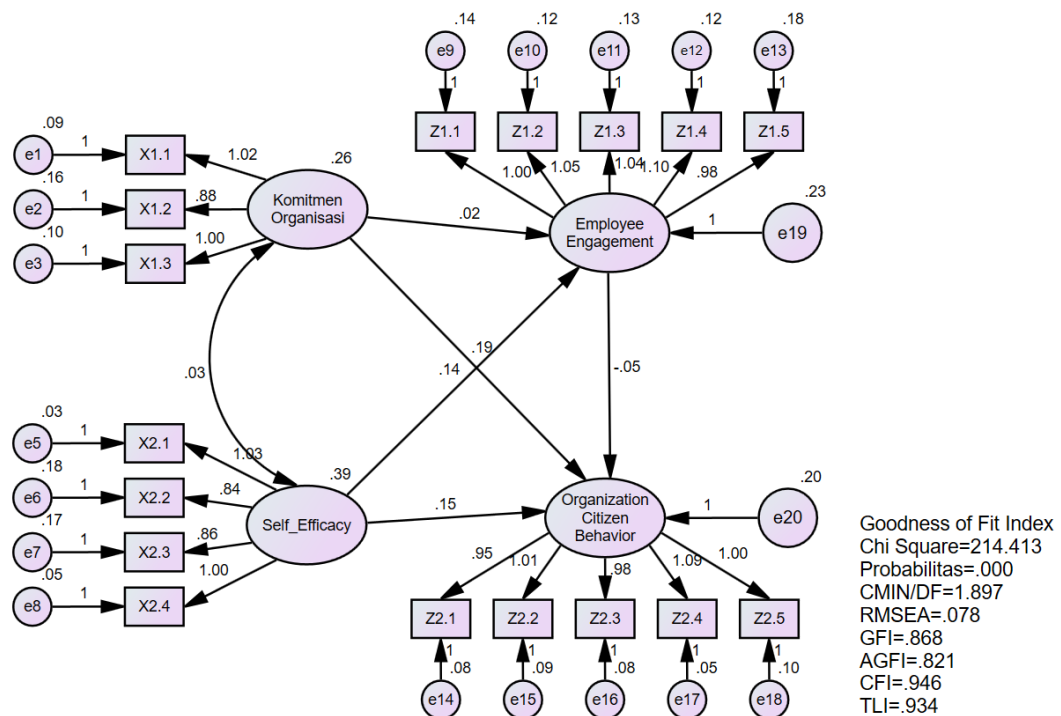 .14
.12
.13
.12
.18
e9
e10
e11
e12
e13
1
1
1
1
1
Z1.1
Z1.2
Z1.3
Z1.4
Z1.5
1.00
1.05
1.04
1.10
.98
.09
e1
1
X1.1
1.02
.16
e2
1
X1.2
.88
.10
e3
1
X1.3
1.00
.26
Komitmen
Organisasi
.02
Employee
Engagement
1
.23
e19
.03
.19
.14
-.05
.03
e5
1
X2.1
1.03
.18
e6
1
X2.2
.84
.17
e7
1
X2.3
.86
.05
e8
1
X2.4
1.00
.39
Self_Efficacy
.15
Organization
Citizen
Behavior
1
.20
e20
.95
1.01
.98
1.09
1.00
Z2.1
Z2.2
Z2.3
Z2.4
Z2.5
1
1
1
1
1
.08
.09
.08
.05
.10
e14
e15
e16
e17
e18
Goodness of Fit Index
Chi Square=214.413
Probabilitas=.000
CMIN/DF=1.897
RMSEA=.078
GFI=.868
AGFI=.821
CFI=.946
TLI=.934